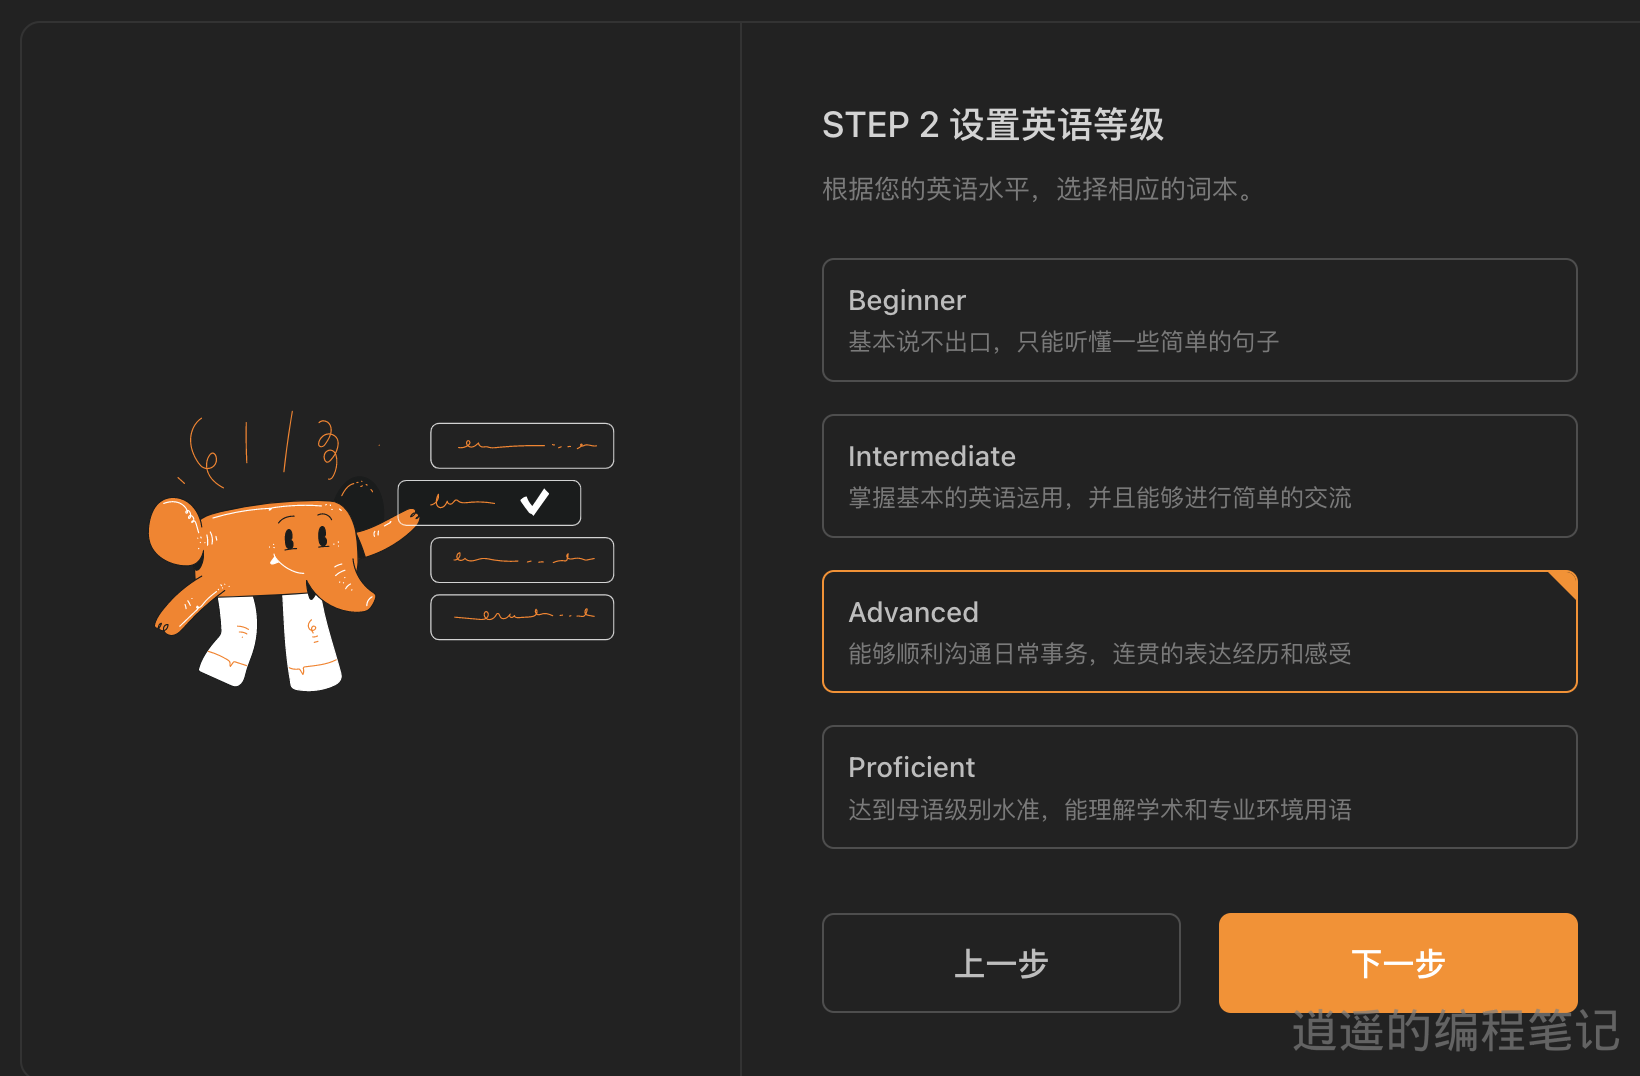 STEP 2 设置英语等级
根据您的英语水平，选择相应的词本。
Beginner
基本说不出口，只能听懂一些简单的句子
Intermediate
掌握基本的英语运用，并且能够进行简单的交流
Advanced
能够顺利沟通日常事务，连贯的表达经历和感受
Proficient
达到母语级别水准，能理解学术和专业环境用语
上一步
下一步
逍遥的编程笔记